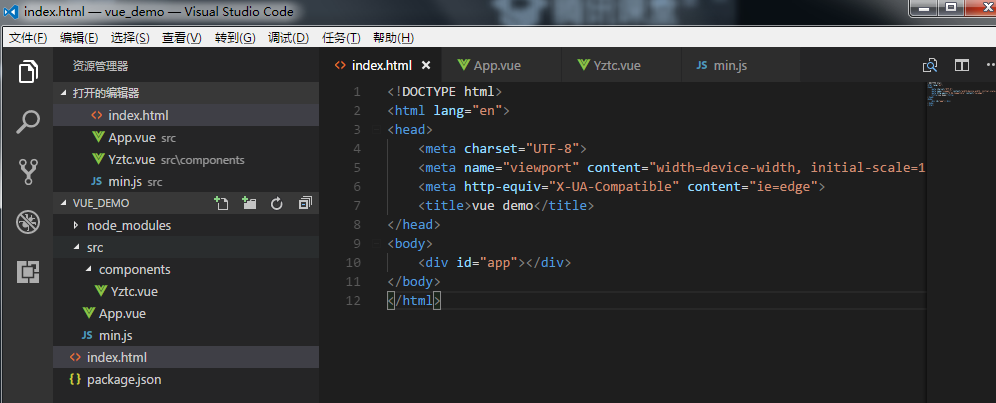 index.html — vue_demo — Visual Studio Code
文件(F) 编辑(E) 选择(S) 查看(V) 转到(G) 调试(D) 任务(T) 帮助(H)
资源管理器
打开的编辑器
index.html
App.vue src
Yztc.vue src\components
min.js src
VUE_DEMO
node_modules
src
components
Yztc.vue
App.vue
JS min.js
index.html
{} package.json
index.html App.vue Yztc.vue JS min.js
1 <!DOCTYPE html>
2 <html lang="en">
3 <head>
4 <meta charset="UTF-8">
5 <meta name="viewport" content="width=device-width, initial-scale=1
6 <meta http-equiv="X-UA-Compatible" content="ie=edge">
7 <title>vue demo</title>
8 </head>
9 <body>
10 <div id="app"></div>
11 </body>
12 </html>